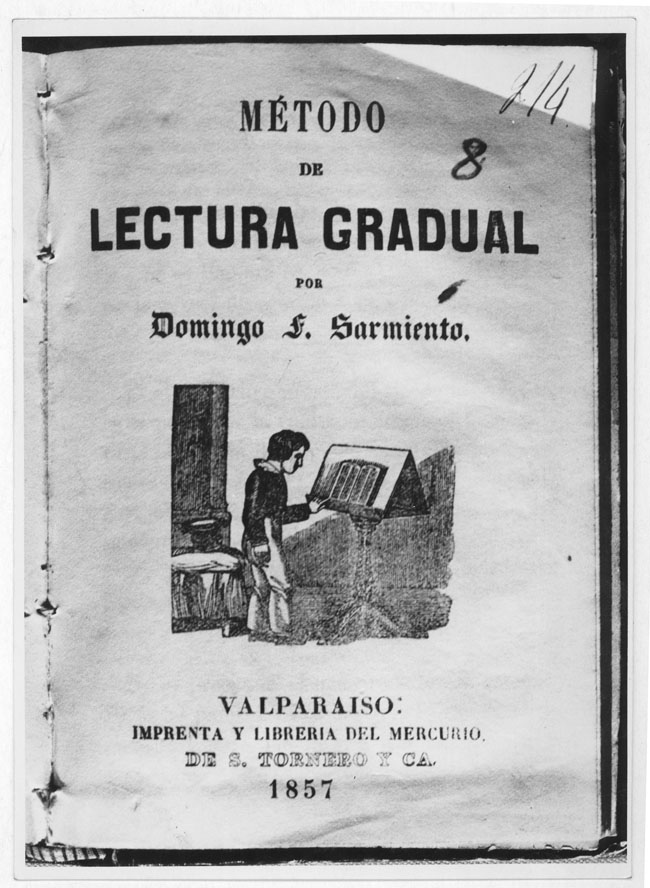 214
MÉTODO
8
DE
LECTURA GRADUAL
POR
Domingo F. Sarmiento.
VALPARAISO:
IMPRENTA Y LIBRERIA DEL MERCURIO,
DE S. TORNERO Y CA.
1857